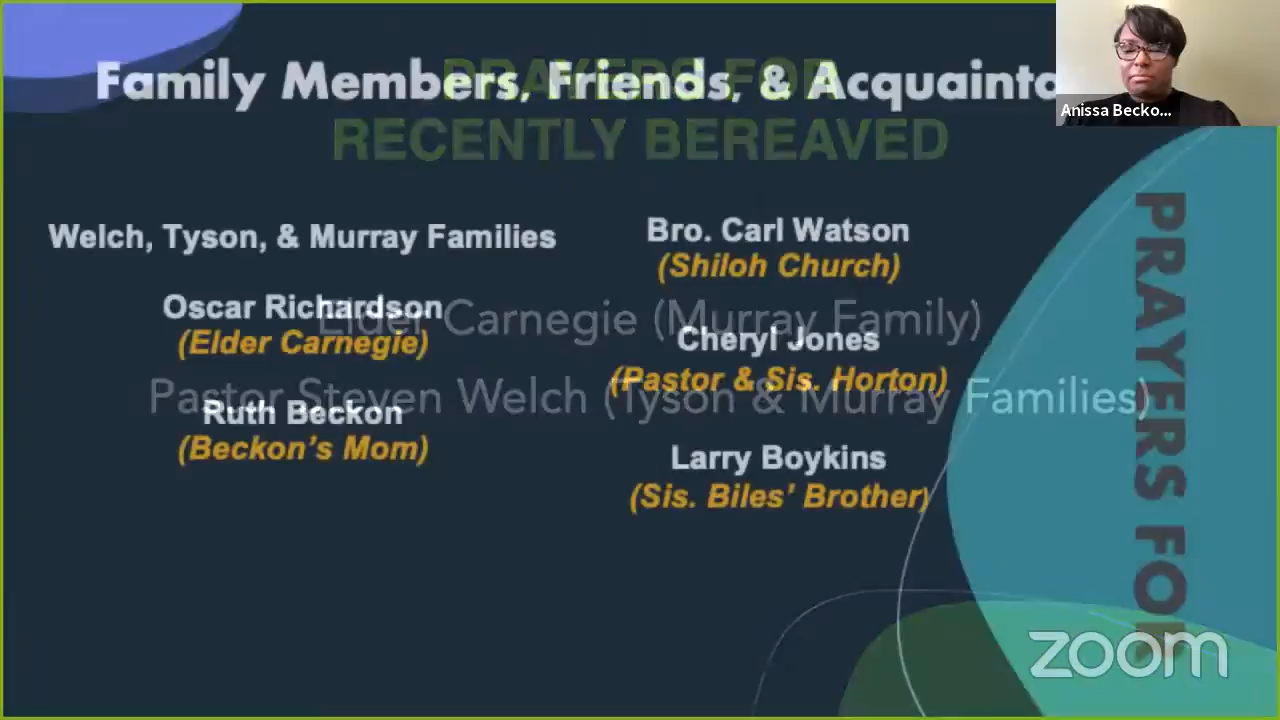 Family Members, Friends, & Acquainta
PRAYERS FOR
RECENTLY BEREAVED
Anissa Becko...
Welch, Tyson, & Murray Families
Oscar Richardson
(Elder Carnegie)
Ruth Beckon
(Beckon’s Mom)
Bro. Carl Watson
(Shiloh Church)
Cheryl Jones
(Pastor & Sis. Horton)
Larry Boykins
(Sis. Biles’ Brother)
Elder Carnegie (Murray Family)
Pastor Steven Welch (Tyson & Murray Families)
PRAYERS FOR
zoom